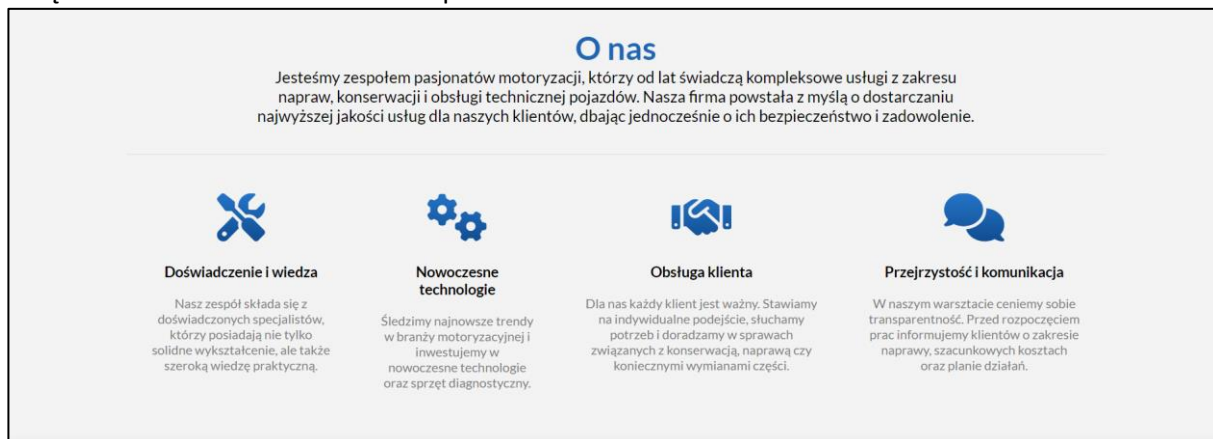 O nas
Jesteśmy zespołem pasjonatów motoryzacji, którzy od lat świadczą kompleksowe usługi z zakresu
napraw, konserwacji i obsługi technicznej pojazdów. Nasza firma powstała z myślą o dostarczaniu
najwyższej jakości usług dla naszych klientów, dbając jednocześnie o ich bezpieczeństwo i zadowolenie.
Doświadczenie i wiedza
Nasz zespół składa się z
doświadczonych specjalistów,
którzy posiadają nie tylko
solidne wykształcenie, ale także
szeroką wiedzę praktyczną.
Nowoczesne
technologie
Śledzimy najnowsze trendy
w branży motoryzacyjnej i
inwestujemy w
nowoczesne technologie
oraz sprzęt diagnostyczny.
Obsługa klienta
Dla nas każdy klient jest ważny. Stawiamy
na indywidualne podejście, słuchamy
potrzeb i doradzamy w sprawach
związanych z konserwacją, naprawą czy
koniecznymi wymianami części.
Przejrzystość i komunikacja
W naszym warsztacie cenimy sobie
transparentność. Przed rozpoczęciem
prac informujemy klientów o zakresie
naprawy, szacunkowych kosztach
oraz planie działań.